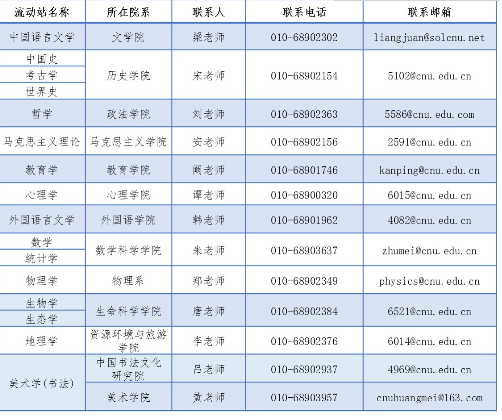 流动站名称 所在院系 联系人 联系电话 联系邮箱
中国语言文学 文学院 梁老师 010-68902302 liangjuan@solcnu.net
中国史
考古学 历史学院 宋老师 010-68902154 5102@cnu.edu.cn
世界史
哲学 政法学院 刘老师 010-68902363 5586@cnu.edu.com
马克思主义理论 马克思主义学院 安老师 010-68902156 2591@cnu.edu.cn
教育学 教育学院 阚老师 010-68901746 kanping@cnu.edu.cn
心理学 心理学院 谭老师 010-68900320 6015@cnu.edu.cn
外国语言文学 外国语学院 韩老师 010-68901962 4082@cnu.edu.cn
数学
统计学 数学科学学院 朱老师 010-68903637 zhumei@cnu.edu.cn
物理学 物理系 郑老师 010-68902349 physics@cnu.edu.cn
生物学
生态学 生命科学学院 唐老师 010-68902384 6521@cnu.edu.cn
地理学 资源环境与旅游
学院 李老师 010-68902376 6014@cnu.edu.cn
美术学(书法) 中国书法文化
研究院 吕老师 010-68902937 4969@cnu.edu.cn
美术学院 黄老师 010-68903957 cnuhuangmei@163.com